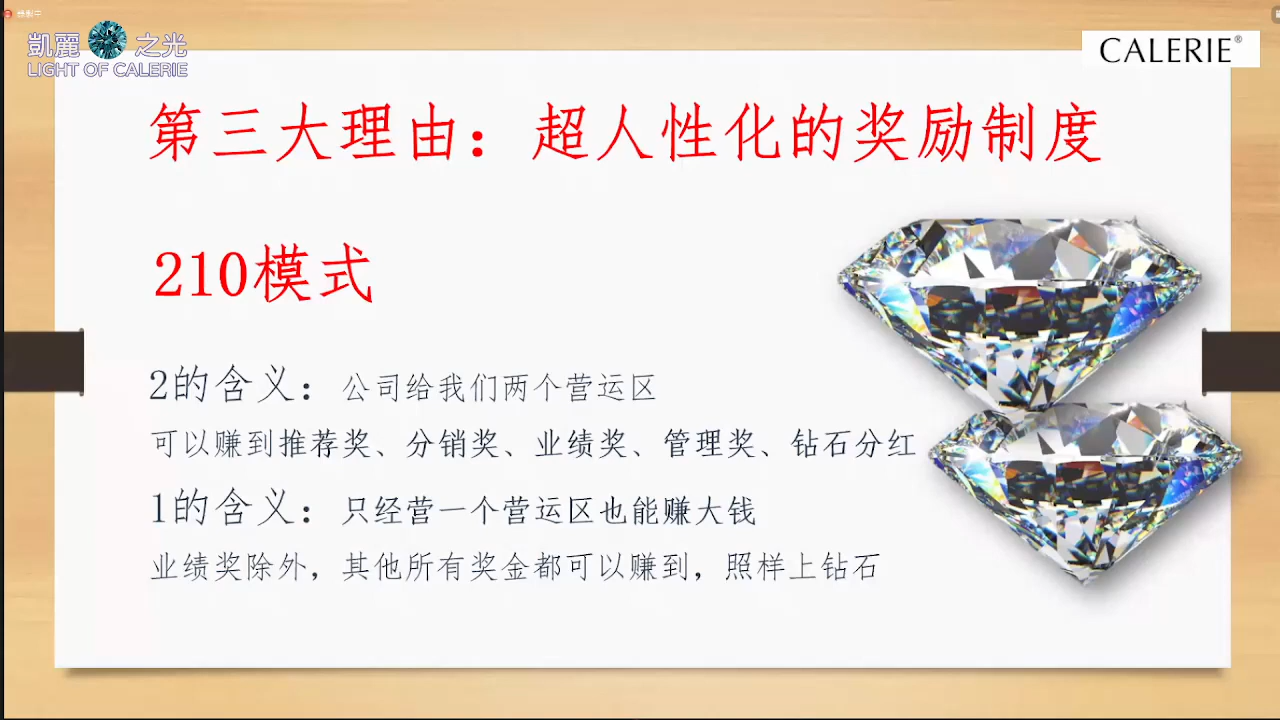 录制中
凱麗之光
LIGHT OF CALERIE
CALERIE®
第三大理由：超人性化的奖励制度
210模式
2的含义：公司给我们两个营运区
可以赚到推荐奖、分销奖、业绩奖、管理奖、钻石分红
1的含义：只经营一个营运区也能赚大钱
业绩奖除外，其他所有奖金都可以赚到，照样上钻石